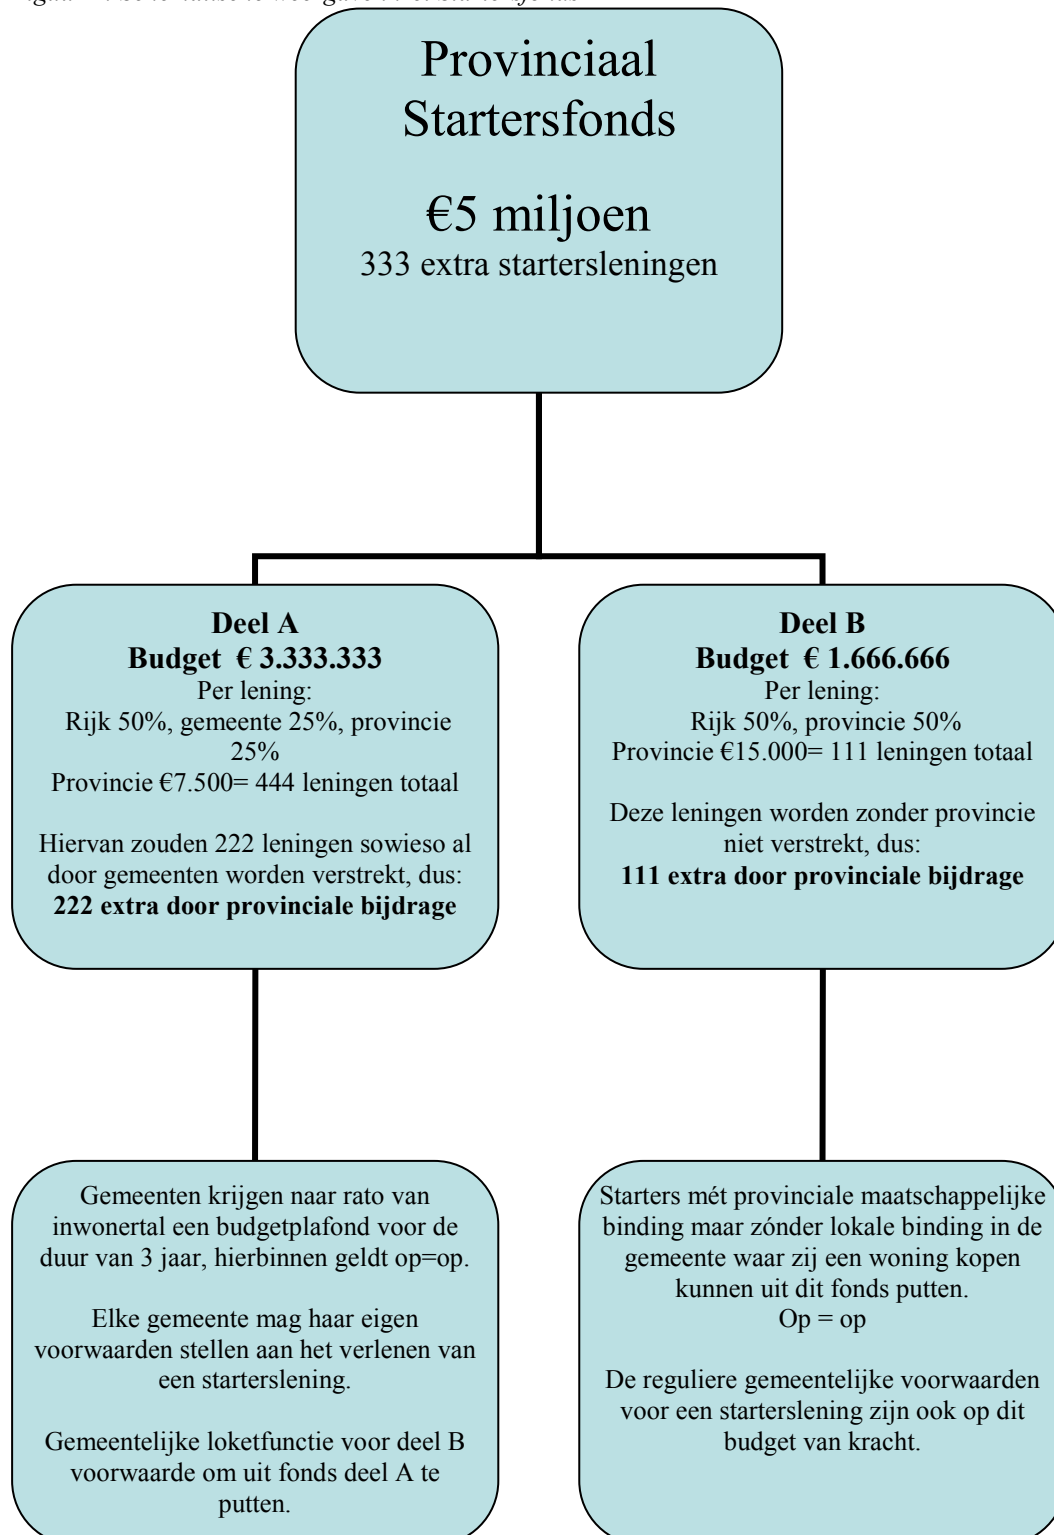 Provinciaal
Startersfonds
€5 miljoen
333 extra startersleningen
Deel A
Budget € 3.333.333
Per lening:
Rijk 50%, gemeente 25%, provincie
25%
Provincie €7.500= 444 leningen totaal
Hiervan zouden 222 leningen sowieso al
door gemeenten worden verstrekt, dus:
222 extra door provinciale bijdrage
Deel B
Budget € 1.666.666
Per lening:
Rijk 50%, provincie 50%
Provincie €15.000= 111 leningen totaal
Deze leningen worden zonder provincie
niet verstrekt, dus:
111 extra door provinciale bijdrage
Gemeenten krijgen naar rato van
inwonertal een budgetplafond voor de
duur van 3 jaar, hierbinnen geldt op=op.
Elke gemeente mag haar eigen
voorwaarden stellen aan het verlenen van
een starterslening.
Gemeentelijke loketfunctie voor deel B
voorwaarde om uit fonds deel A te
putten.
Starters mét provinciale maatschappelijke
binding maar zónder lokale binding in de
gemeente waar zij een woning kopen
kunnen uit dit fonds putten.
Op = op
De reguliere gemeentelijke voorwaarden
voor een starterslening zijn ook op dit
budget van kracht.